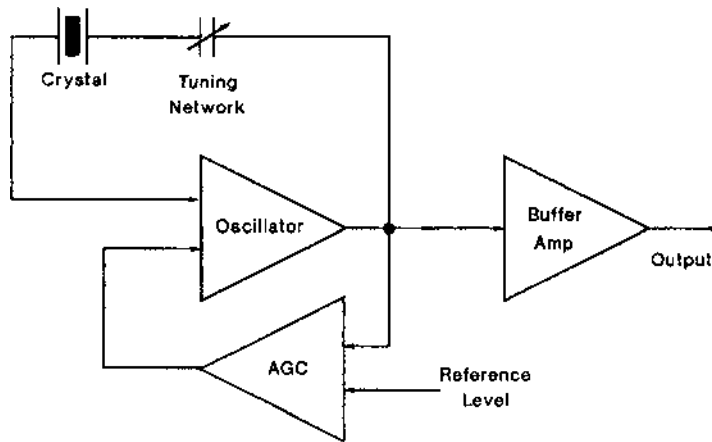 Crystal
Tuning
Network
Oscillator
Buffer
Amp
Output
AGC
Reference
Level